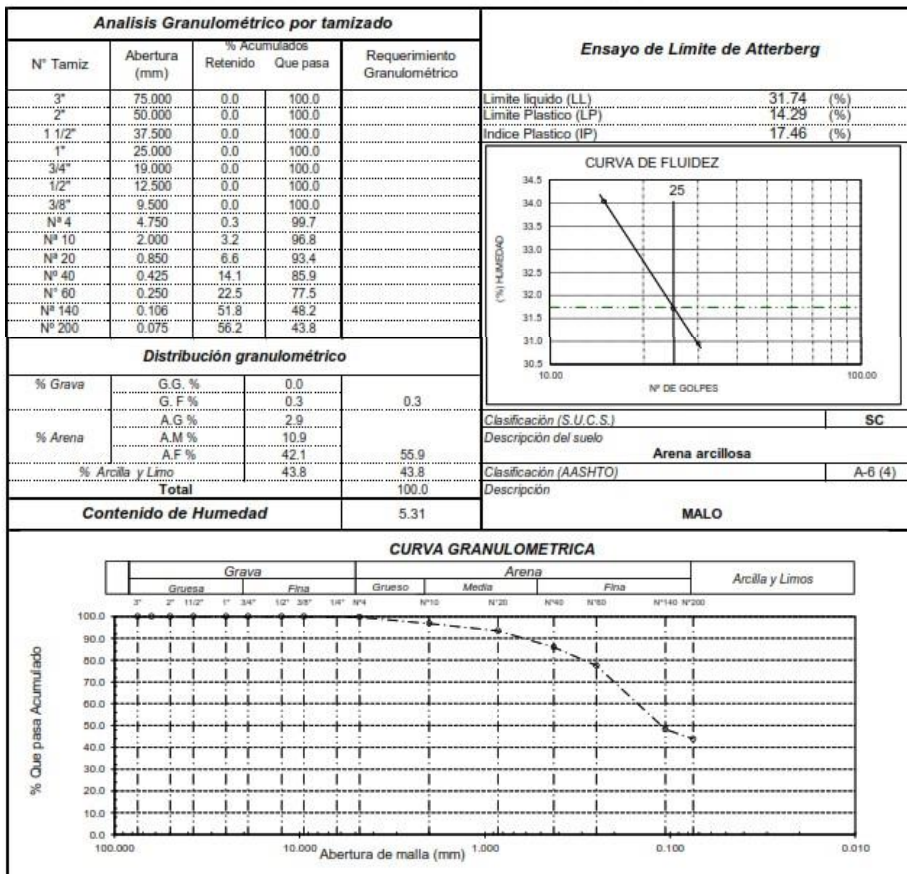 Analisis Granulométrico por tamizado
N° Tamiz Abertura (mm) % Acumulados Retenido Que pasa Requerimiento Granulométrico
3" 75.000 0.0 100.0
2" 50.000 0.0 100.0
1 1/2" 37.500 0.0 100.0
1" 25.000 0.0 100.0
3/4" 19.000 0.0 100.0
1/2" 12.500 0.0 100.0
3/8" 9.500 0.0 100.0
Nª 4 4.750 0.3 99.7
Nª 10 2.000 3.2 96.8
Nª 20 0.850 6.6 93.4
Nº 40 0.425 14.1 85.9
N° 60 0.250 22.5 77.5
Nª 140 0.106 51.8 48.2
Nº 200 0.075 56.2 43.8
Distribución granulométrico
% Grava G.G. % 0.0
G. F % 0.3 0.3
% Arena A.G % 2.9
A.M % 10.9
A.F % 42.1 55.9
% Arcilla y Limo 43.8 43.8
Total 100.0
Contenido de Humedad 5.31
Ensayo de Límite de Atterberg
Limite liquido (LL) 31.74 (%)
Limite Plastico (LP) 14.29 (%)
Indice Plastico (IP) 17.46 (%)
CURVA DE FLUIDEZ
25
(%) HUMEDAD
34.5
34.0
33.5
33.0
32.5
32.0
31.5
31.0
30.5
10.00 100.00
Nº DE GOLPES
Clasificación (S.U.C.S.) SC
Descripción del suelo
Arena arcillosa
Clasificación (AASHTO) A-6 (4)
Descripción
MALO
CURVA GRANULOMETRICA
Grava Arena Arcilla y Limos
Gruesa Fina Grueso Media Fina
3" 2" 11/2" 1" 3/4" 1/2" 3/8" 1/4" N°4 N°10 N°20 N°40 N°60 N°140 N°200
% Que pasa Acumulado
100.0
90.0
80.0
70.0
60.0
50.0
40.0
30.0
20.0
10.0
0.0
100.000 10.000 1.000 0.100 0.010
Abertura de malla (mm)